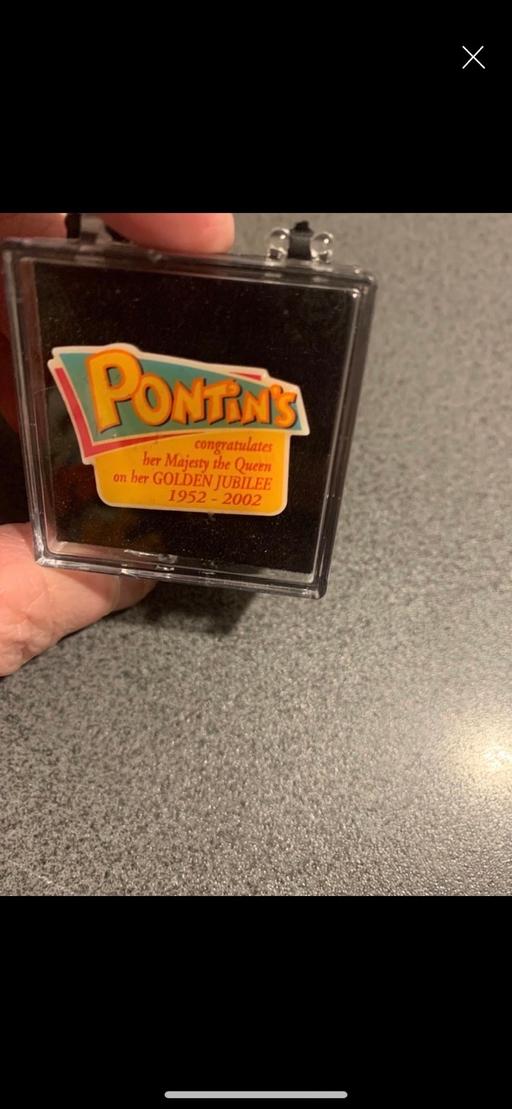 PONTIN'S
congratulates
her Majesty the Queen
on her GOLDEN JUBILEE
1952 - 2002